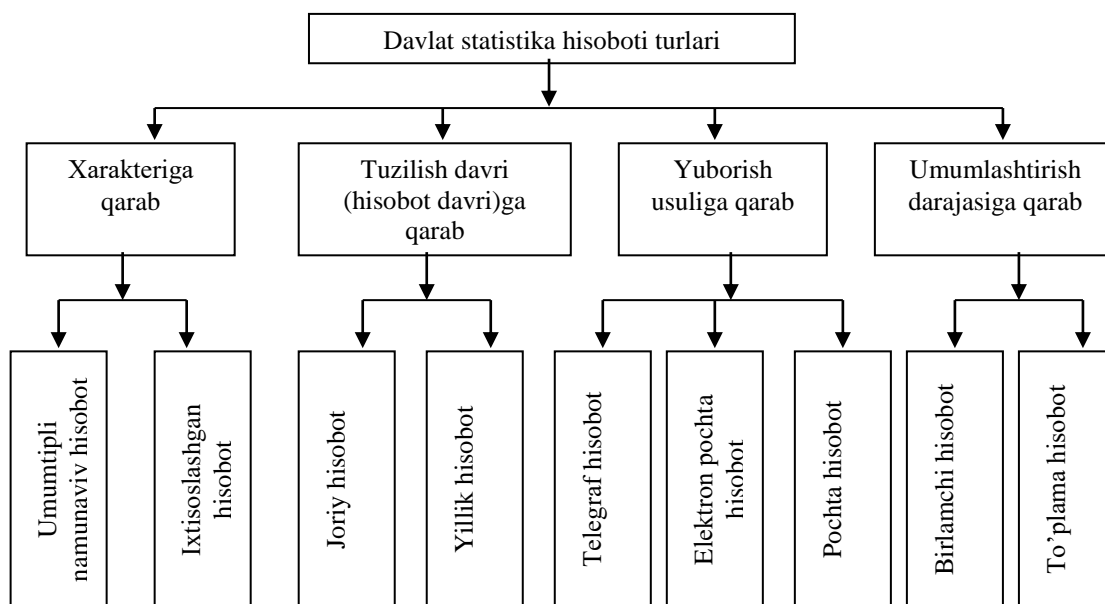 Davlat statistika hisoboti turlari
Xarakteriga
qarab
Tuzilish davri
(hisobot davri)ga
qarab
Yuborish
usuliga qarab
Umumlashtirish
darajasiga qarab
Umumtipli
namunaviv hisobot
Ixtisoslashgan
hisobot
Joriy hisobot
Yillik hisobot
Telegraf hisobot
Elektron pochta
hisobot
Pochta hisobot
Birlamchi hisobot
To’plama hisobot